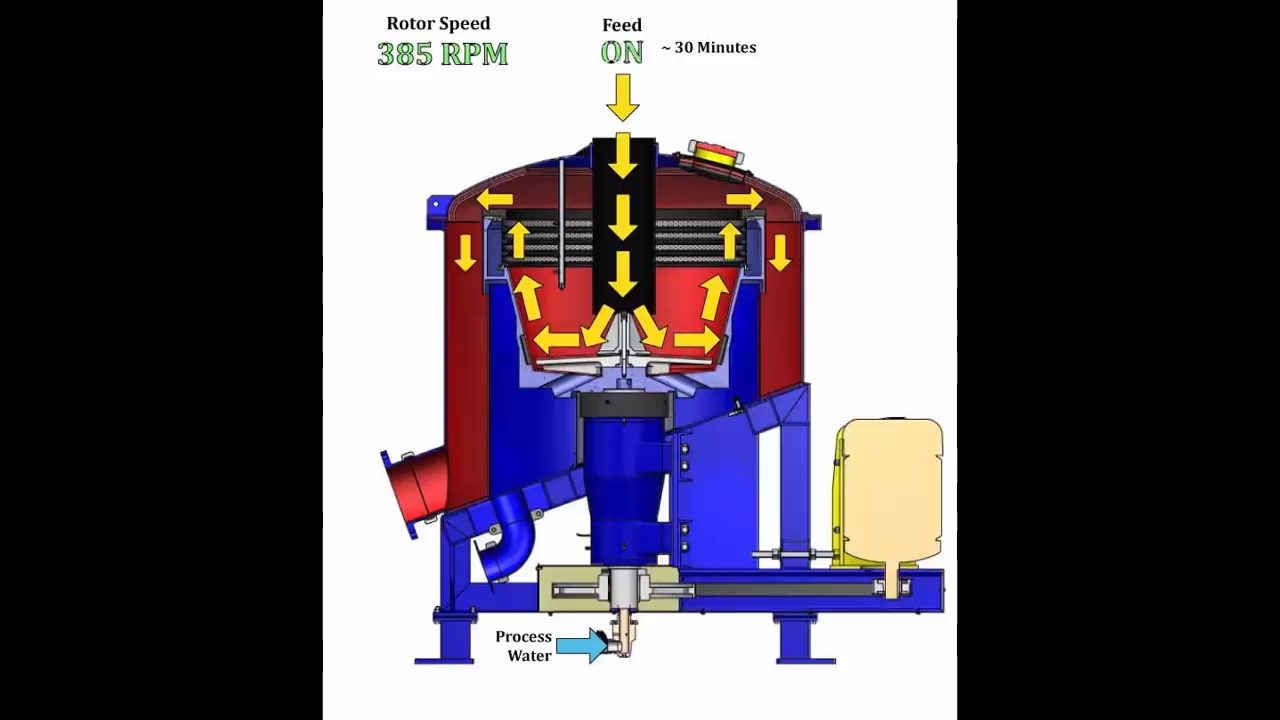 Rotor Speed
385 RPM
Feed
ON
~ 30 Minutes
Process
Water